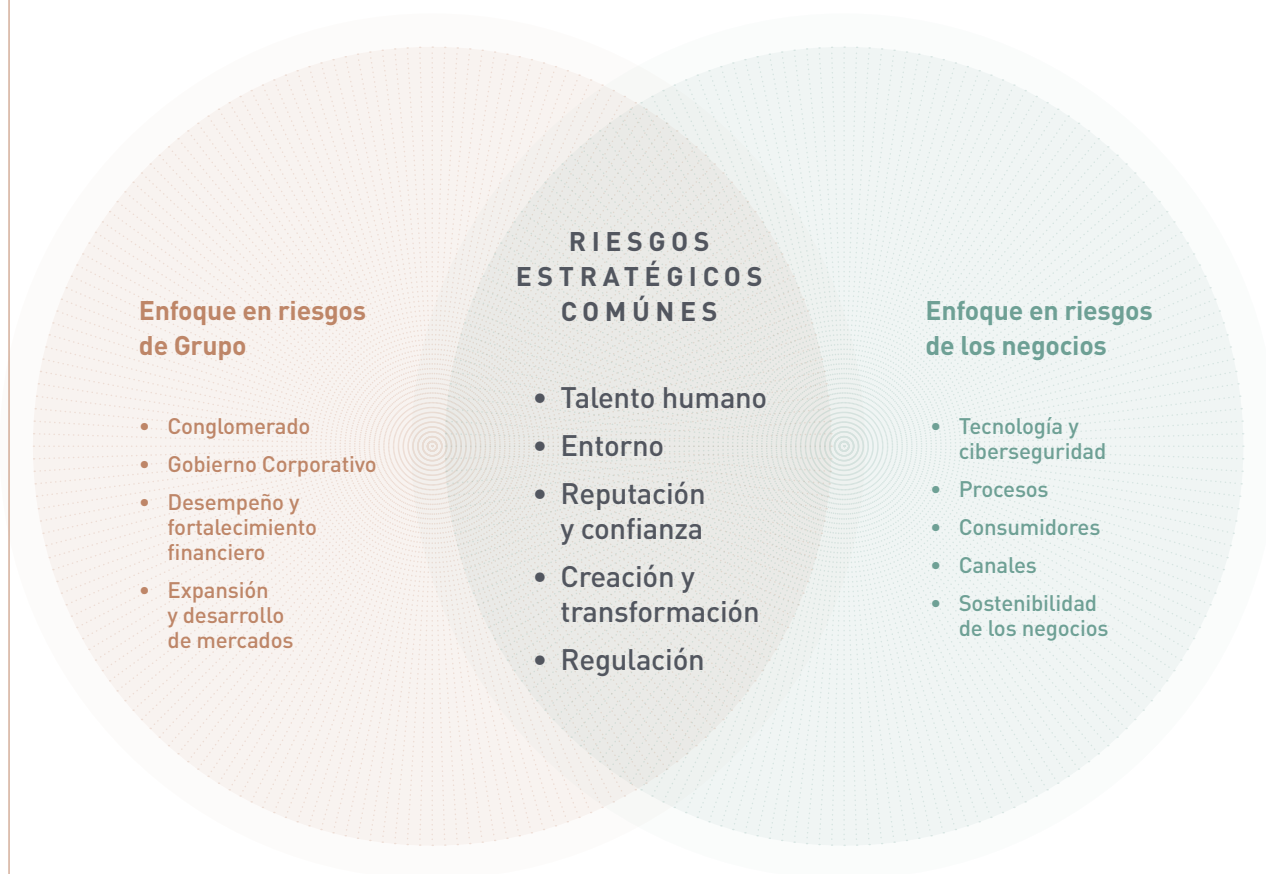 Enfoque en riesgos
de Grupo
• Conglomerado
• Gobierno Corporativo
• Desempeño y
fortalecimiento
financiero
• Expansión
y desarrollo
de mercados
RIESGOS
ESTRATÉGICOS
COMÚNES
• Talento humano
• Entorno
• Reputación
y confianza
• Creación y
transformación
• Regulación
Enfoque en riesgos
de los negocios
• Tecnología y
ciberseguridad
• Procesos
• Consumidores
• Canales
• Sostenibilidad
de los negocios